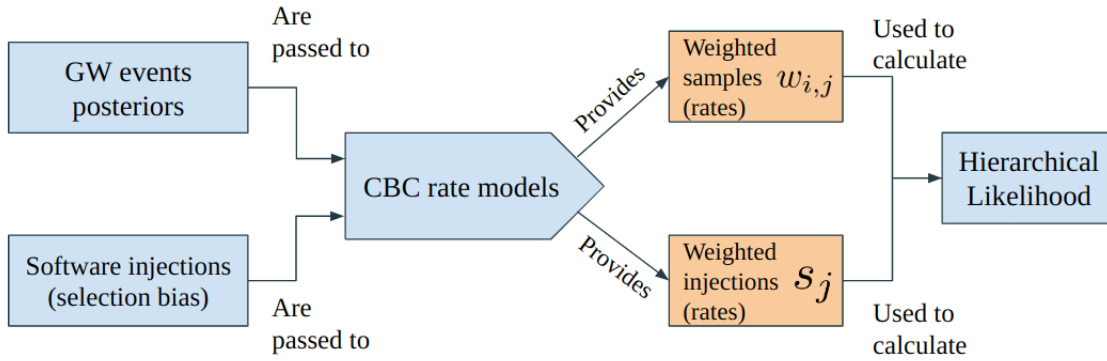 Are
passed to
GW events
posteriors
Software injections
(selection bias)
Are
passed to
CBC rate models
Provides
Provides
Weighted
samples $w_{i,j}$
(rates)
Weighted
injections $s_j$
(rates)
Used to
calculate
Used to
calculate
Hierarchical
Likelihood